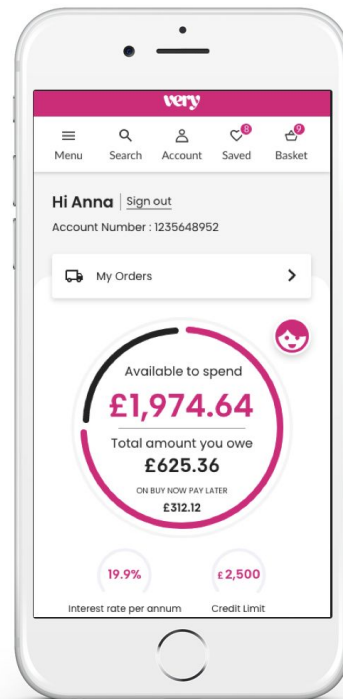 very
8
9
Menu Search Account Saved Basket
Hi Anna | Sign out
Account Number : 1235648952
My Orders
Available to spend
£1,974.64
Total amount you owe
£625.36
ON BUY NOW PAY LATER
£312.12
19.9% £2,500
Interest rate per annum Credit Limit